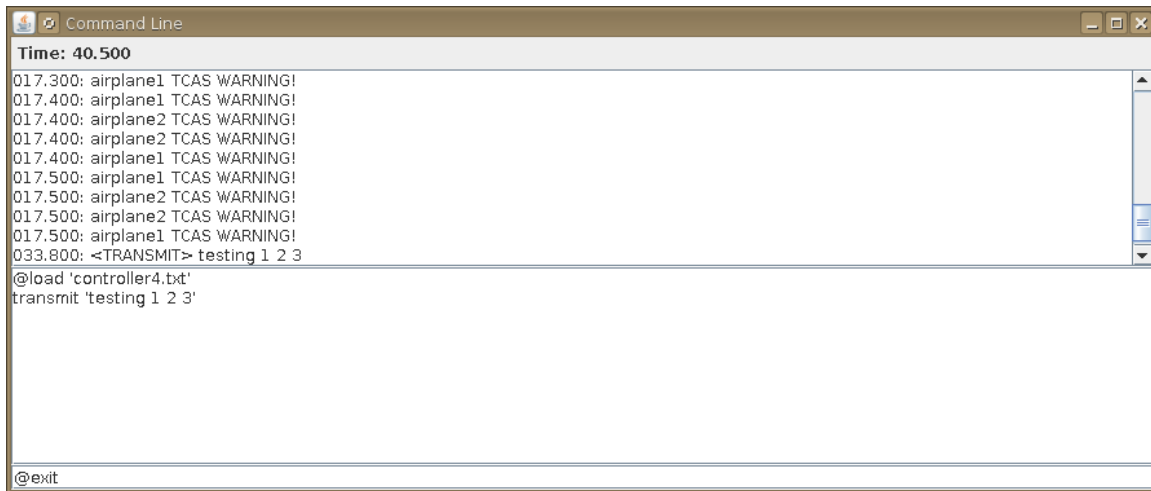 Command Line
Time: 40.500
017.300: airplane1 TCAS WARNING!
017.400: airplane1 TCAS WARNING!
017.400: airplane2 TCAS WARNING!
017.400: airplane2 TCAS WARNING!
017.400: airplane1 TCAS WARNING!
017.500: airplane1 TCAS WARNING!
017.500: airplane2 TCAS WARNING!
017.500: airplane2 TCAS WARNING!
017.500: airplane1 TCAS WARNING!
033.800: <TRANSMIT> testing 1 2 3
@load 'controller4.txt'
transmit 'testing 1 2 3'
@exit